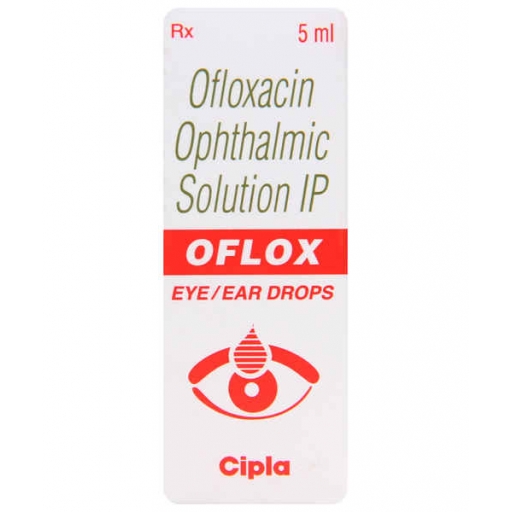 Rx 5 ml
Ofloxacin
Ophthalmic
Solution IP
OFLOX
EYE/EAR DROPS
Cipla